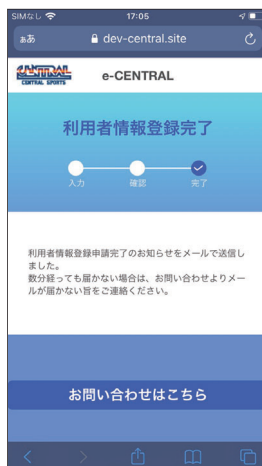 SIMなし 17:05
ぁあ dev-central.site
CENTRAL
CENTRAL SPORTS
e-CENTRAL
利用者情報登録完了
入力 確認 完了
利用者情報登録申請完了のお知らせをメールで送信し
ました。
数分経っても届かない場合は、お問い合わせよりメー
ルが届かない旨をご連絡ください。
お問い合わせはこちら